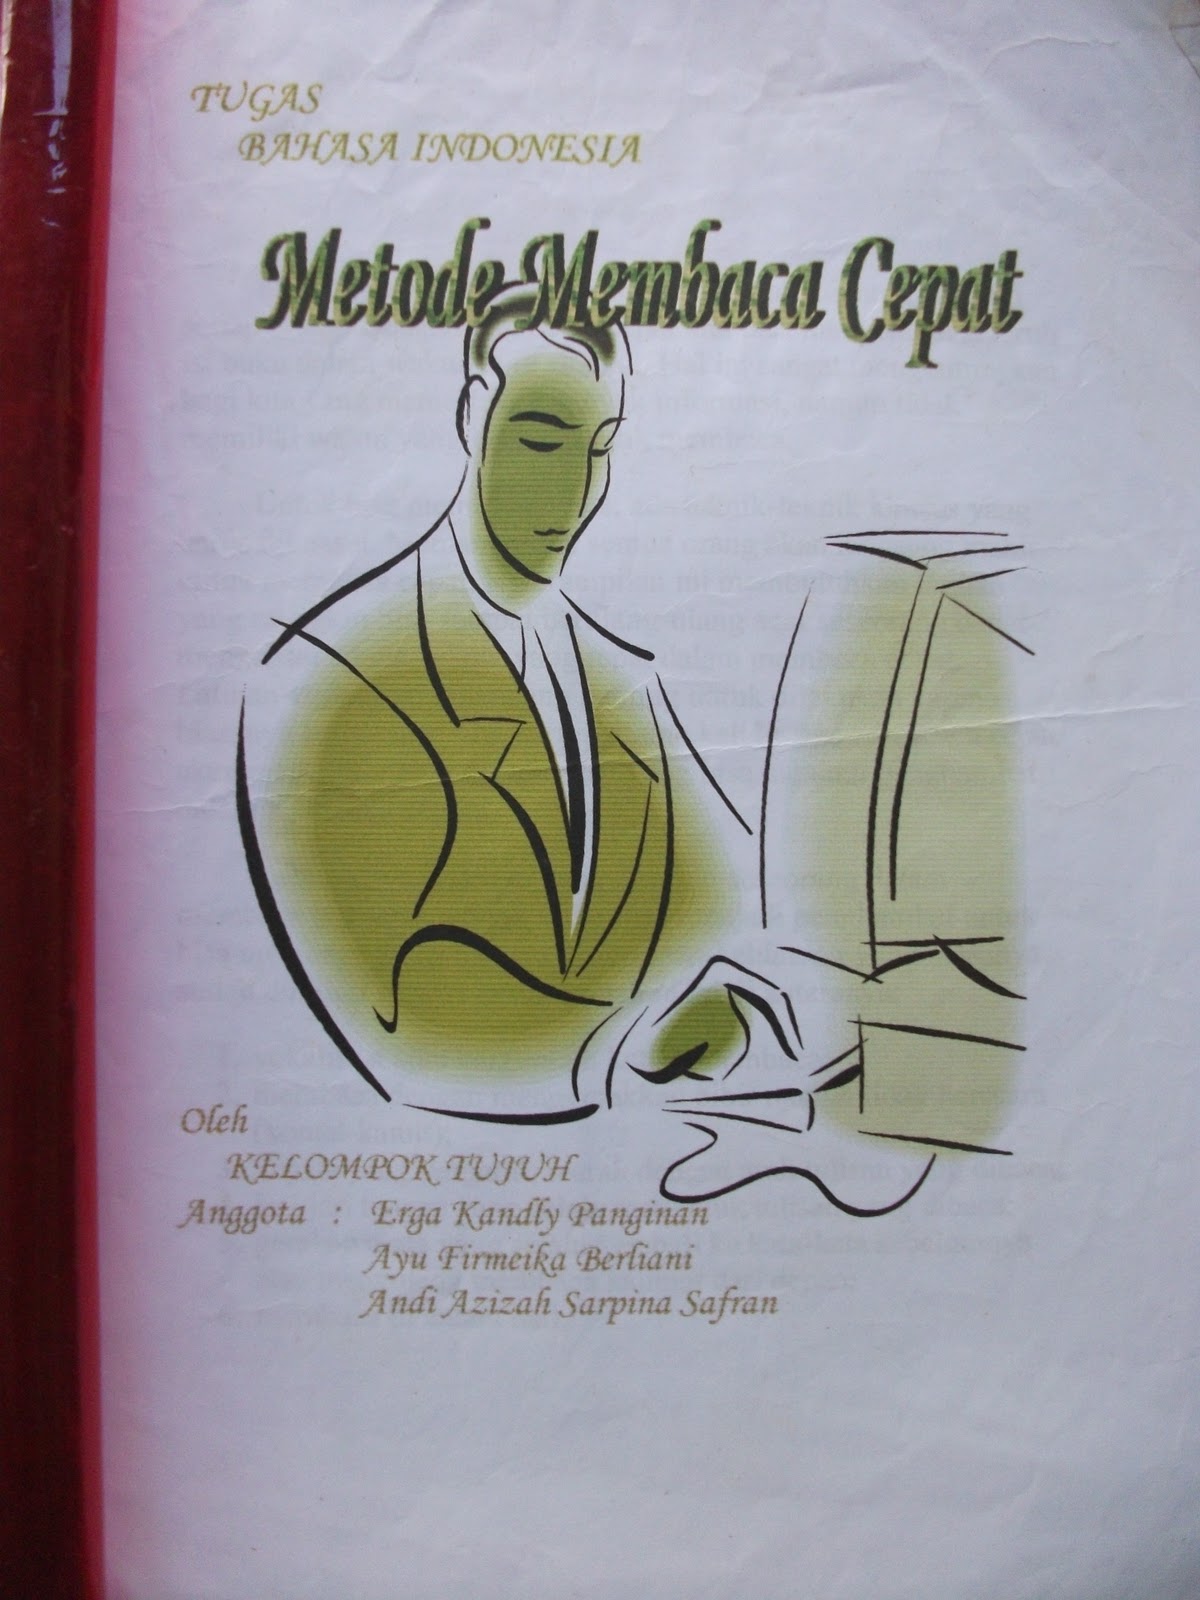 TUGAS
BAHASA INDONESIA
Metode Membaca Cepat
Oleh
KELOMPOK TUJUH
Anggota : Erga Kandly Panginan
Ayu Firmeika Berliani
Andi Azizah Sarpina Safran